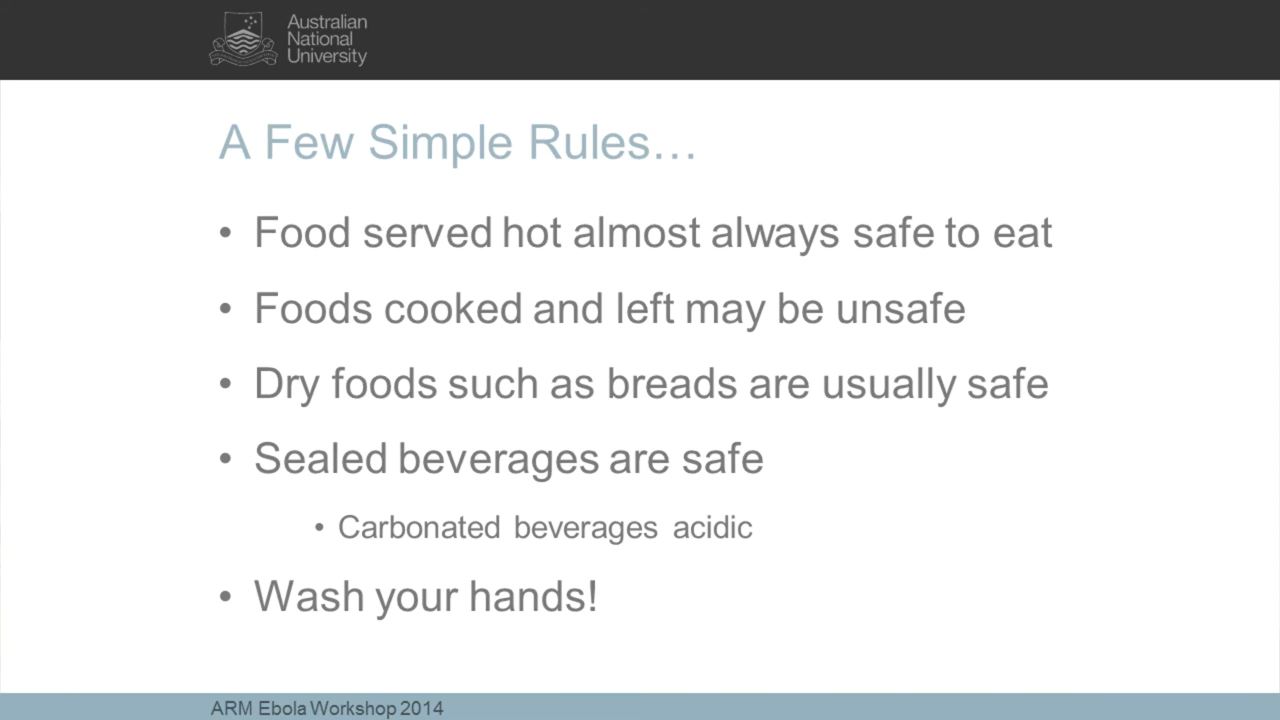 Australian
National
University
A Few Simple Rules…
• Food served hot almost always safe to eat
• Foods cooked and left may be unsafe
• Dry foods such as breads are usually safe
• Sealed beverages are safe
• Carbonated beverages acidic
• Wash your hands!
ARM Ebola Workshop 2014